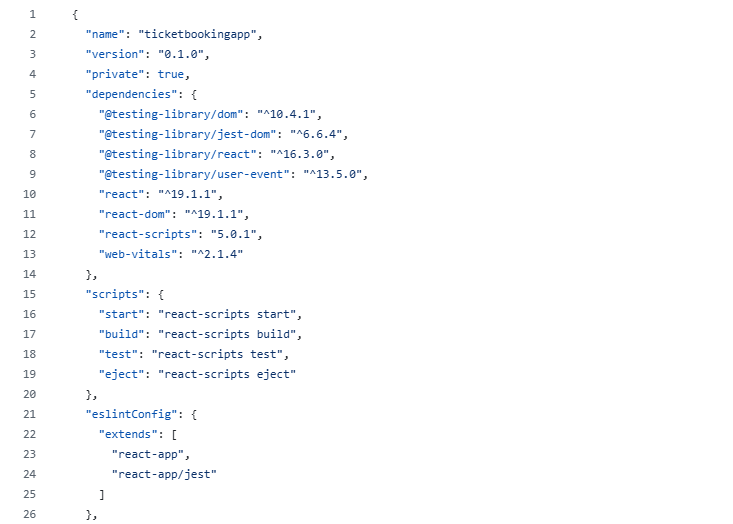 1 {
2 "name": "ticketbookingapp",
3 "version": "0.1.0",
4 "private": true,
5 "dependencies": {
6 "@testing-library/dom": "^10.4.1",
7 "@testing-library/jest-dom": "^6.6.4",
8 "@testing-library/react": "^16.3.0",
9 "@testing-library/user-event": "^13.5.0",
10 "react": "^19.1.1",
11 "react-dom": "^19.1.1",
12 "react-scripts": "5.0.1",
13 "web-vitals": "^2.1.4"
14 },
15 "scripts": {
16 "start": "react-scripts start",
17 "build": "react-scripts build",
18 "test": "react-scripts test",
19 "eject": "react-scripts eject"
20 },
21 "eslintConfig": {
22 "extends": [
23 "react-app",
24 "react-app/jest"
25 ]
26 },